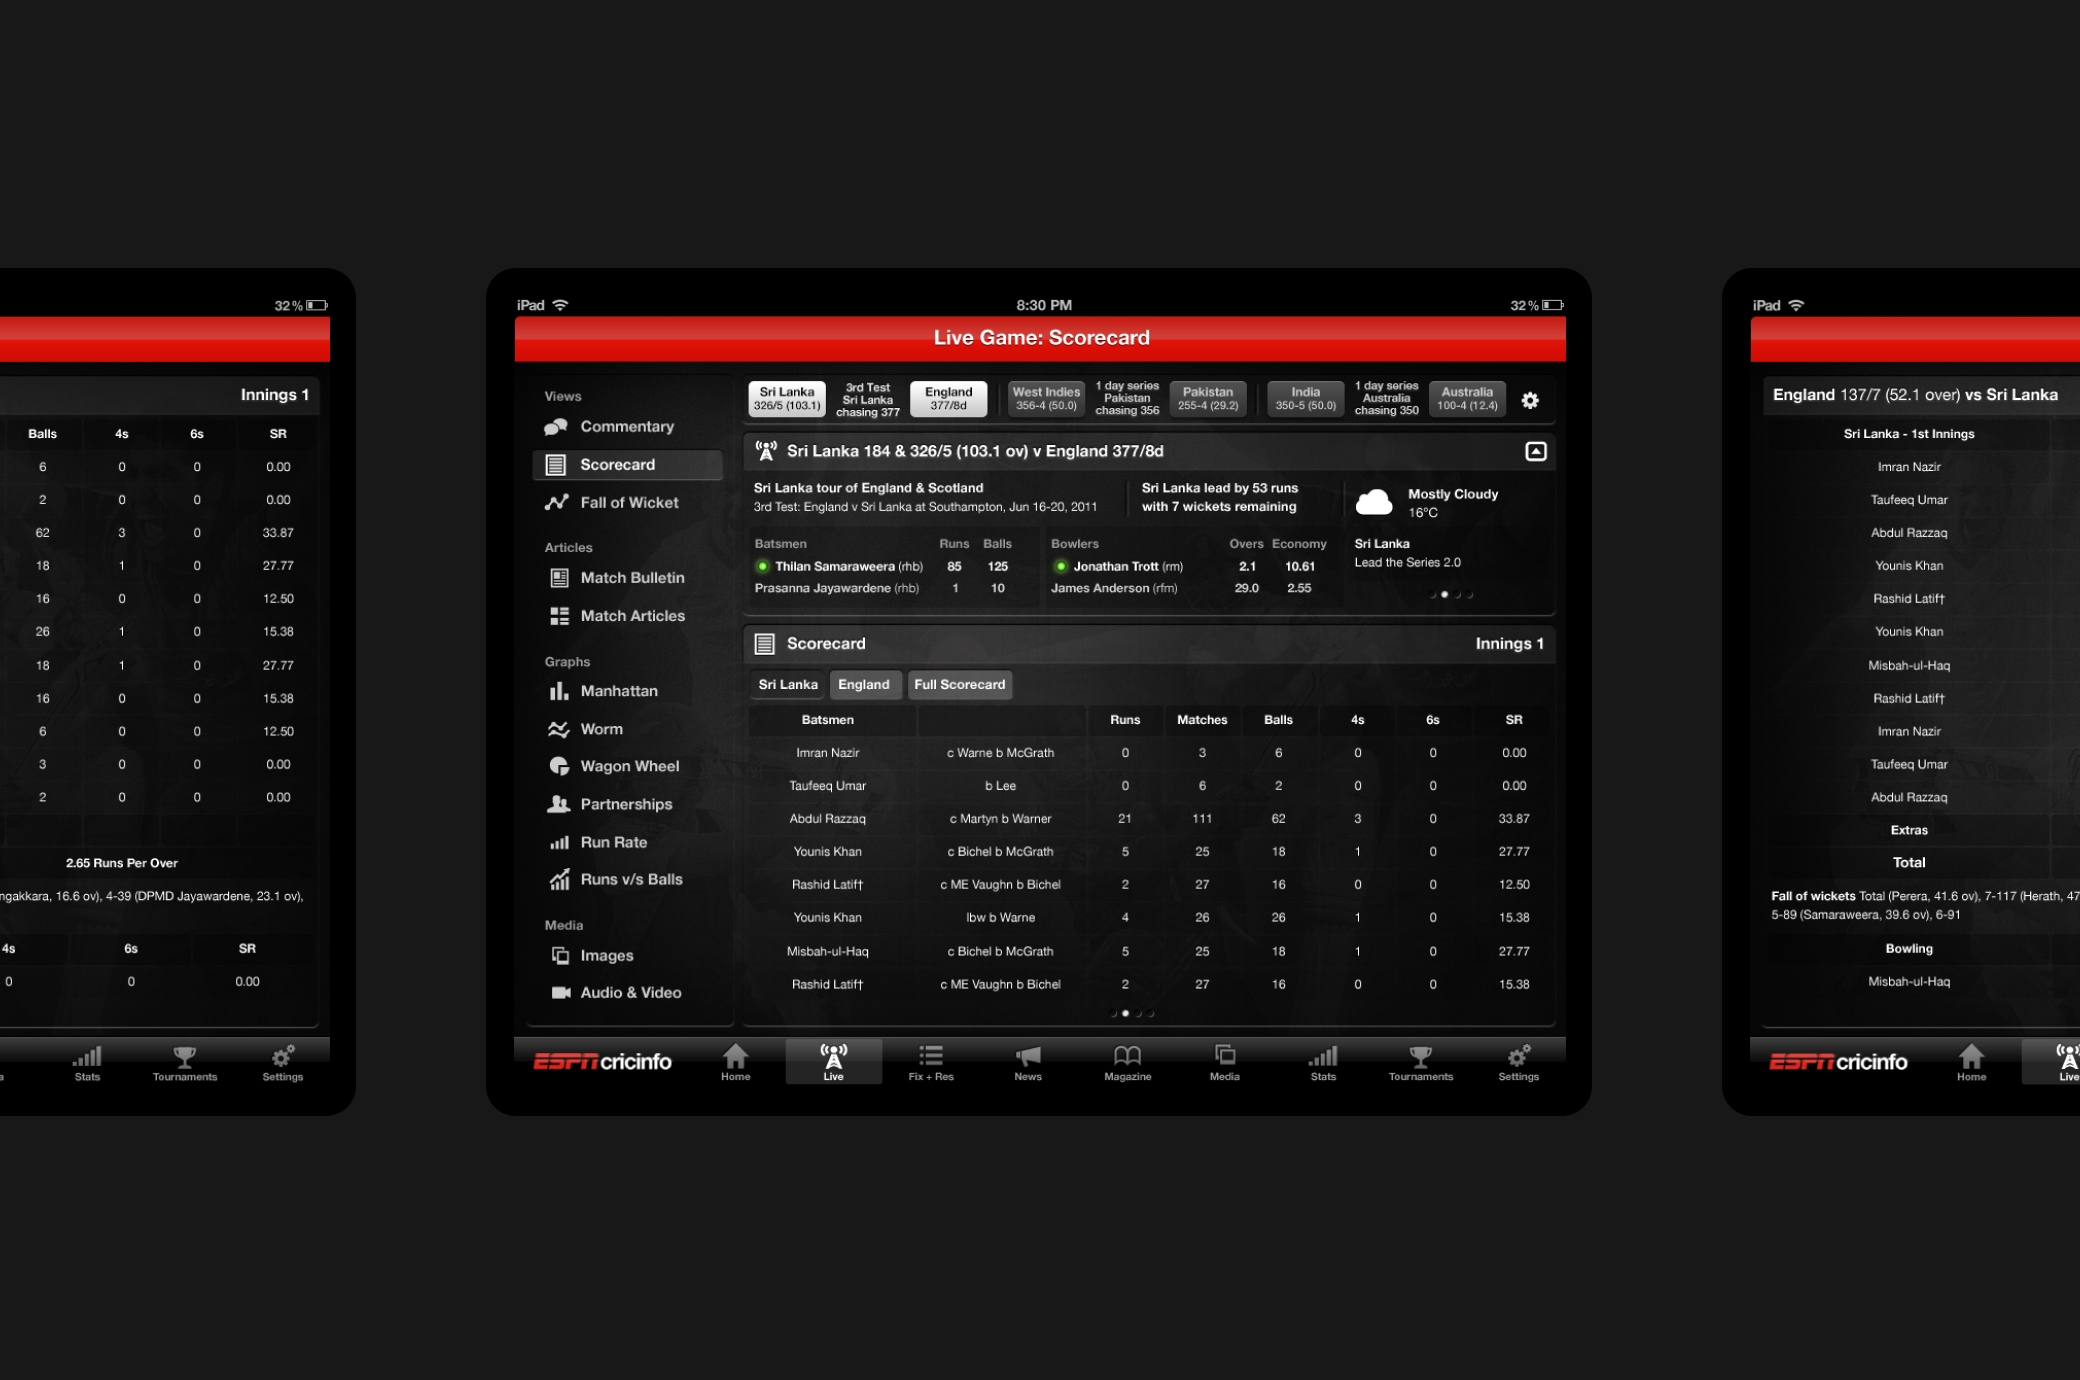 32%
Innings 1
Balls 4s 6s SR
6 0 0 0.00
2 0 0 0.00
62 3 0 33.87
18 1 0 27.77
16 0 0 12.50
26 1 0 15.38
18 1 0 27.77
16 0 0 15.38
6 0 0 12.50
3 0 0 0.00
2 0 0 0.00
2.65 Runs Per Over
ngakkara, 16.6 ov), 4-39 (DPMD Jayawardene, 23.1 ov),
4s 6s SR
0 0 0.00
Stats Tournaments Settings
iPad 8:30 PM 32%
Live Game: Scorecard
Views
Commentary
Scorecard
Fall of Wicket
Articles
Match Bulletin
Match Articles
Graphs
Manhattan
Worm
Wagon Wheel
Partnerships
Run Rate
Runs v/s Balls
Media
Images
Audio & Video
Sri Lanka
326/5 (103.1)
3rd Test
Sri Lanka
chasing 377
England
377/8d
West Indies
356-4 (50.0)
1 day series
Pakistan
chasing 356
Pakistan
255-4 (29.2)
India
350-5 (50.0)
1 day series
Australia
chasing 350
Australia
100-4 (12.4)
Sri Lanka 184 & 326/5 (103.1 ov) v England 377/8d
Sri Lanka tour of England & Scotland
3rd Test: England v Sri Lanka at Southampton, Jun 16-20, 2011
Sri Lanka lead by 53 runs
with 7 wickets remaining
Mostly Cloudy
16°C
Batsmen Runs Balls
Thilan Samaraweera (rhb) 85 125
Prasanna Jayawardene (rhb) 1 10
Bowlers Overs Economy
Jonathan Trott (rm) 2.1 10.61
James Anderson (rfm) 29.0 2.55
Sri Lanka
Lead the Series 2.0
Scorecard Innings 1
Sri Lanka England Full Scorecard
Batsmen Runs Matches Balls 4s 6s SR
Imran Nazir c Warne b McGrath 0 3 6 0 0 0.00
Taufeeq Umar b Lee 0 6 2 0 0 0.00
Abdul Razzaq c Martyn b Warner 21 111 62 3 0 33.87
Younis Khan c Bichel b McGrath 5 25 18 1 0 27.77
Rashid Latif† c ME Vaughn b Bichel 2 27 16 0 0 12.50
Younis Khan lbw b Warne 4 26 26 1 0 15.38
Misbah-ul-Haq c Bichel b McGrath 5 25 18 1 0 27.77
Rashid Latif† c ME Vaughn b Bichel 2 27 16 0 0 15.38
ESPN cricinfo Home Live Fix + Res News Magazine Media Stats Tournaments Settings
iPad
England 137/7 (52.1 over) vs Sri Lanka
Sri Lanka - 1st Innings
Imran Nazir
Taufeeq Umar
Abdul Razzaq
Younis Khan
Rashid Latif†
Younis Khan
Misbah-ul-Haq
Rashid Latif†
Imran Nazir
Taufeeq Umar
Abdul Razzaq
Extras
Total
Fall of wickets Total (Perera, 41.6 ov), 7-117 (Herath, 47
5-89 (Samaraweera, 39.6 ov), 6-91
Bowling
Misbah-ul-Haq
ESPN cricinfo Home Live